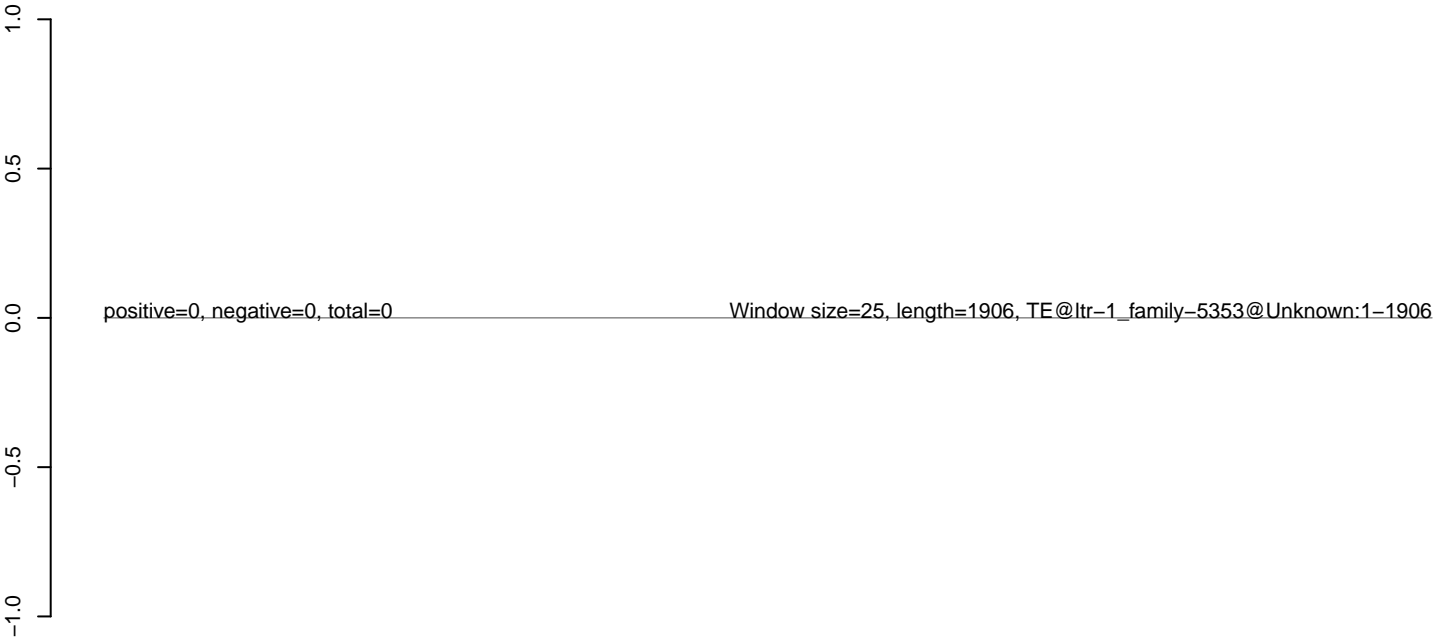 1.0
0.5
positive=0, negative=0, total=0
Window size=25, length=1906, TE@ltr−1_family−5353@Unknown:1−1906
0.0
−0.5
−1.0